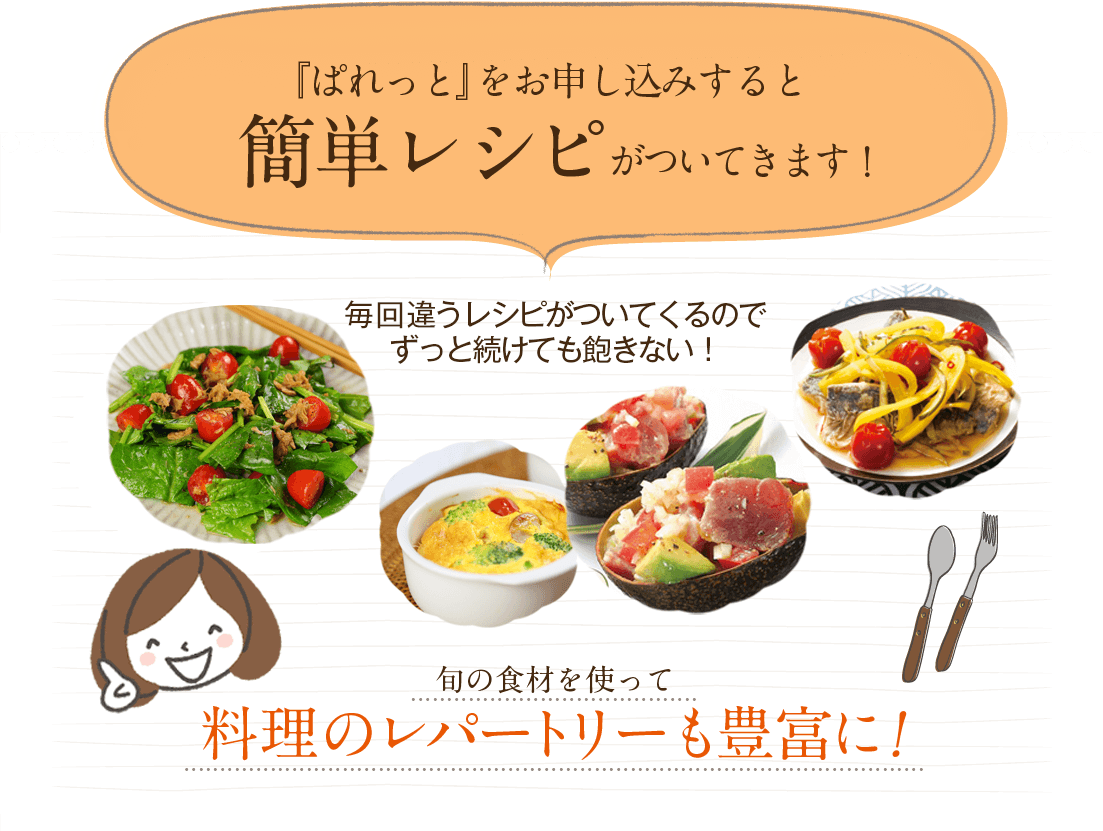 『ぱれっと』をお申し込みすると
簡単レシピがついてきます！
毎回違うレシピがついてくるので
ずっと続けても飽きない！
旬の食材を使って
料理のレパートリーも豊富に！